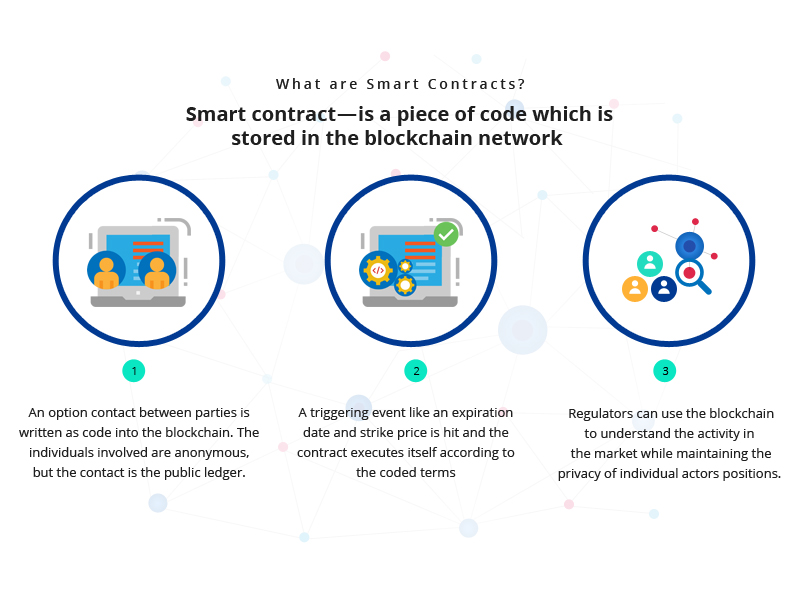 What are Smart Contracts?
Smart contract—is a piece of code which is
stored in the blockchain network
1
An option contact between parties is
written as code into the blockchain. The
individuals involved are anonymous,
but the contact is the public ledger.
2
A triggering event like an expiration
date and strike price is hit and the
contract executes itself according to
the coded terms
3
Regulators can use the blockchain
to understand the activity in
the market while maintaining the
privacy of individual actors positions.